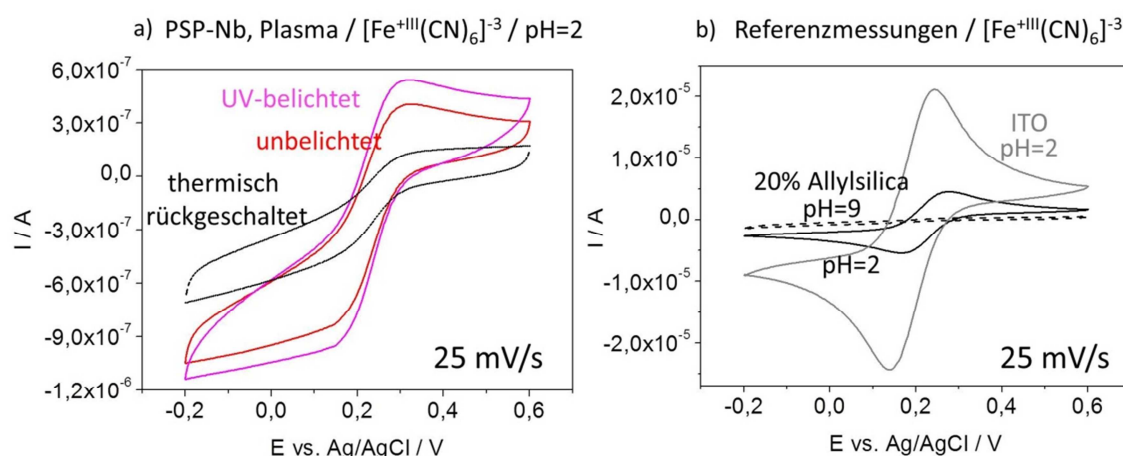 a) PSP-Nb, Plasma / [Fe⁺ᴵᴵᴵ(CN)₆]⁻³ / pH=2
6,0x10⁻⁷
3,0x10⁻⁷
0,0
-3,0x10⁻⁷
-6,0x10⁻⁷
-9,0x10⁻⁷
-1,2x10⁻⁶
I / A
UV-belichtet
unbelichtet
thermisch
rückgeschaltet
25 mV/s
-0,2 0,0 0,2 0,4 0,6
E vs. Ag/AgCl / V
b) Referenzmessungen / [Fe⁺ᴵᴵᴵ(CN)₆]⁻³
2,0x10⁻⁵
1,0x10⁻⁵
0,0
-1,0x10⁻⁵
-2,0x10⁻⁵
I / A
ITO
pH=2
20% Allylsilica
pH=9
pH=2
25 mV/s
-0,2 0,0 0,2 0,4 0,6
E vs. Ag/AgCl / V